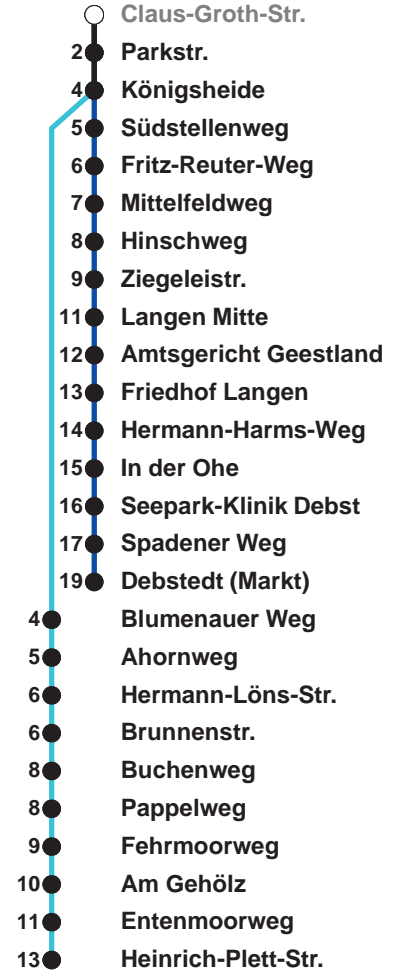 Claus-Groth-Str.
2 Parkstr.
4 Königsheide
5 Südstellenweg
6 Fritz-Reuter-Weg
7 Mittelfeldweg
8 Hinschweg
9 Ziegeleistr.
11 Langen Mitte
12 Amtsgericht Geestland
13 Friedhof Langen
14 Hermann-Harms-Weg
15 In der Ohe
16 Seepark-Klinik Debst
17 Spadener Weg
19 Debstedt (Markt)
4 Blumenauer Weg
5 Ahornweg
6 Hermann-Löns-Str.
6 Brunnenstr.
8 Buchenweg
8 Pappelweg
9 Fehrmoorweg
10 Am Gehölz
11 Entenmoorweg
13 Heinrich-Plett-Str.